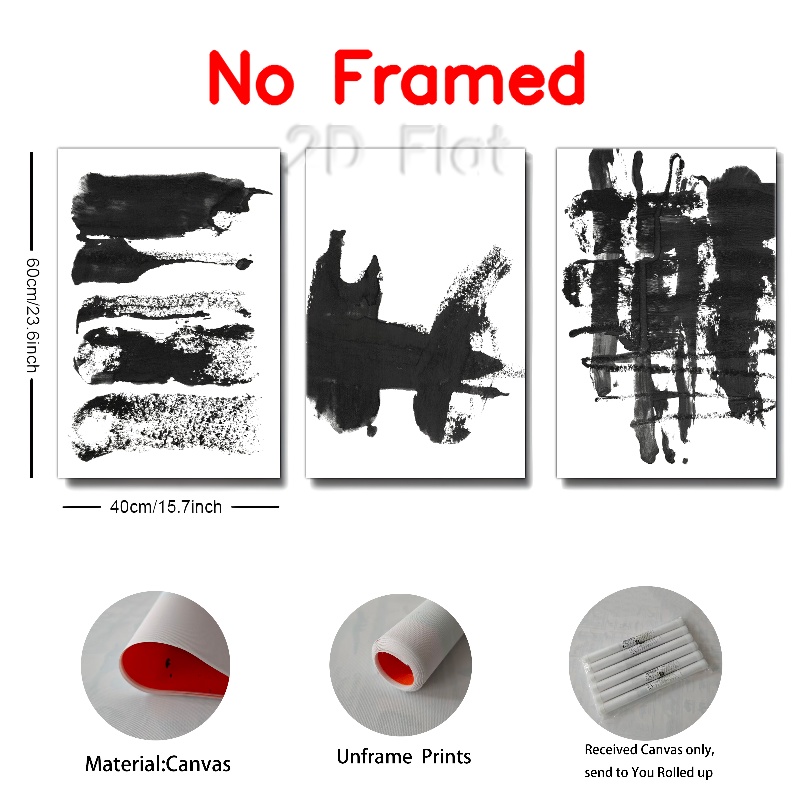 No Framed
2D Flat
60cm/23.6inch
40cm/15.7inch
Material:Canvas
Unframe Prints
Received Canvas only,
send to You Rolled up